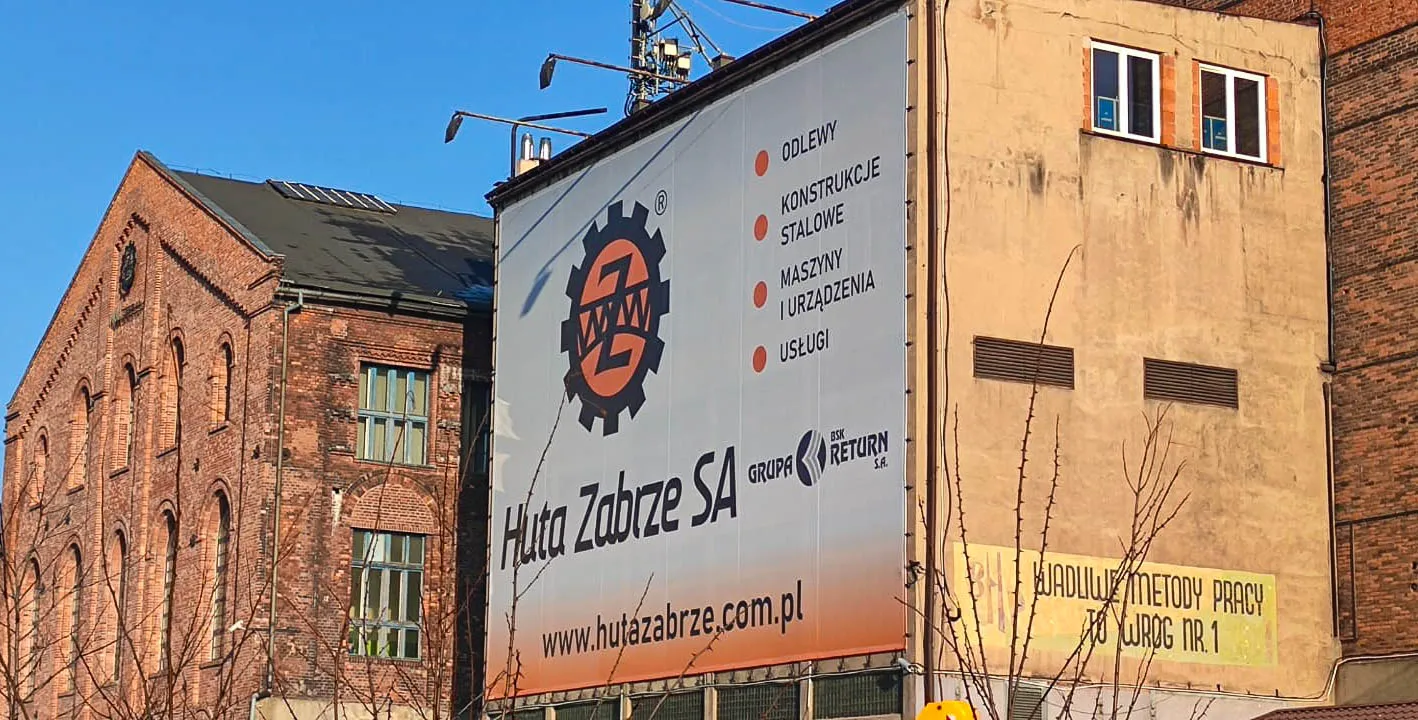 ®
ODLEWY
KONSTRUKCJE
STALOWE
MASZYNY
I URZĄDZENIA
USŁUGI
Huta Zabrze SA
GRUPA
BSK
RETURN
S.A.
www.hutazabrze.com.pl
BH
WADLIWE METODY PRACY
TO WRÓG NR.1